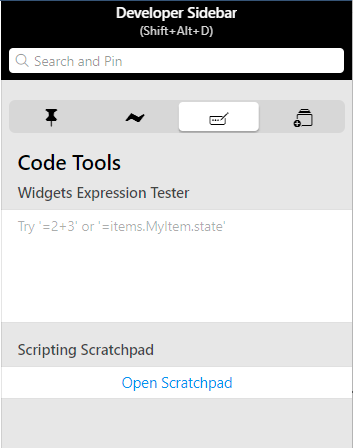 Developer Sidebar
(Shift+Alt+D)
Search and Pin
Code Tools
Widgets Expression Tester
Try '=2+3' or '=items.MyItem.state'
Scripting Scratchpad
Open Scratchpad